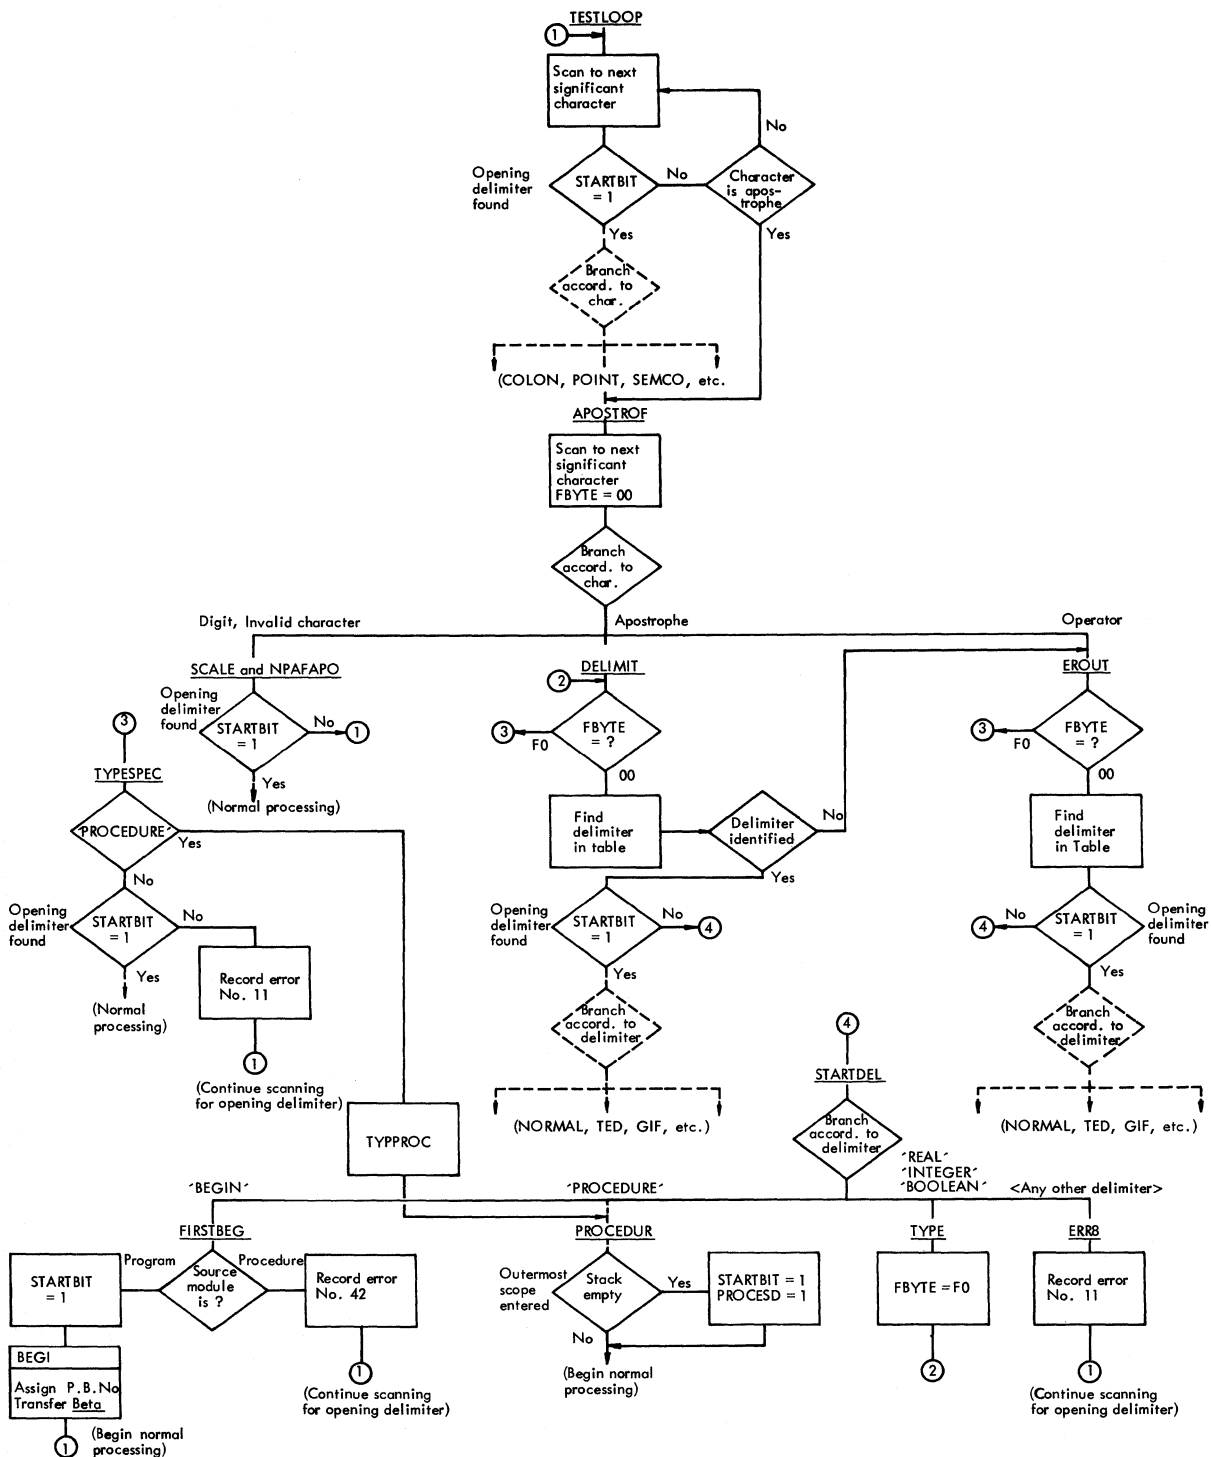 TESTLOOP
1
Scan to next
significant
character
No
Opening
delimiter
found
STARTBIT
= 1
No
Character
is apos-
trophe
Yes
Yes
Branch
accord. to
char.
(COLON, POINT, SEMCO, etc.
APOSTROF
Scan to next
significant
character
FBYTE = 00
Branch
accord. to
char.
Digit, Invalid character
Apostrophe
Operator
SCALE and NPAFAPO
Opening
delimiter
found
STARTBIT
= 1
No
1
Yes
(Normal processing)
DELIMIT
2
FBYTE
= ?
3
F0
00
Find
delimiter
in table
Delimiter
identified
No
Yes
Opening
delimiter
found
STARTBIT
= 1
No
4
Yes
Branch
accord. to
delimiter
(NORMAL, TED, GIF, etc.)
EROUT
FBYTE
= ?
3
F0
00
Find
delimiter
in Table
STARTBIT
= 1
No
4
Opening
delimiter
found
Yes
Branch
accord. to
delimiter
(NORMAL, TED, GIF, etc.)
3
TYPESPEC
'PROCEDURE'
Yes
No
Opening
delimiter
found
STARTBIT
= 1
No
Yes
(Normal
processing)
Record error
No. 11
1
(Continue scanning
for opening delimiter)
TYPPROC
4
STARTDEL
Branch
accord. to
delimiter
'BEGIN'
'PROCEDURE'
'REAL'
'INTEGER'
'BOOLEAN'
<Any other delimiter>
FIRSTBEG
Program
Procedure
Source
module
is ?
STARTBIT
= 1
BEGI
Assign P.B.No
Transfer Beta
1
(Begin normal
processing)
Record error
No. 42
1
(Continue scanning
for opening delimiter)
PROCEDUR
Outermost
scope
entered
Stack
empty
Yes
STARTBIT = 1
PROCESD = 1
No
(Begin normal
processing)
TYPE
FBYTE = F0
2
ERR8
Record error
No. 11
1
(Continue scanning
for opening delimiter)